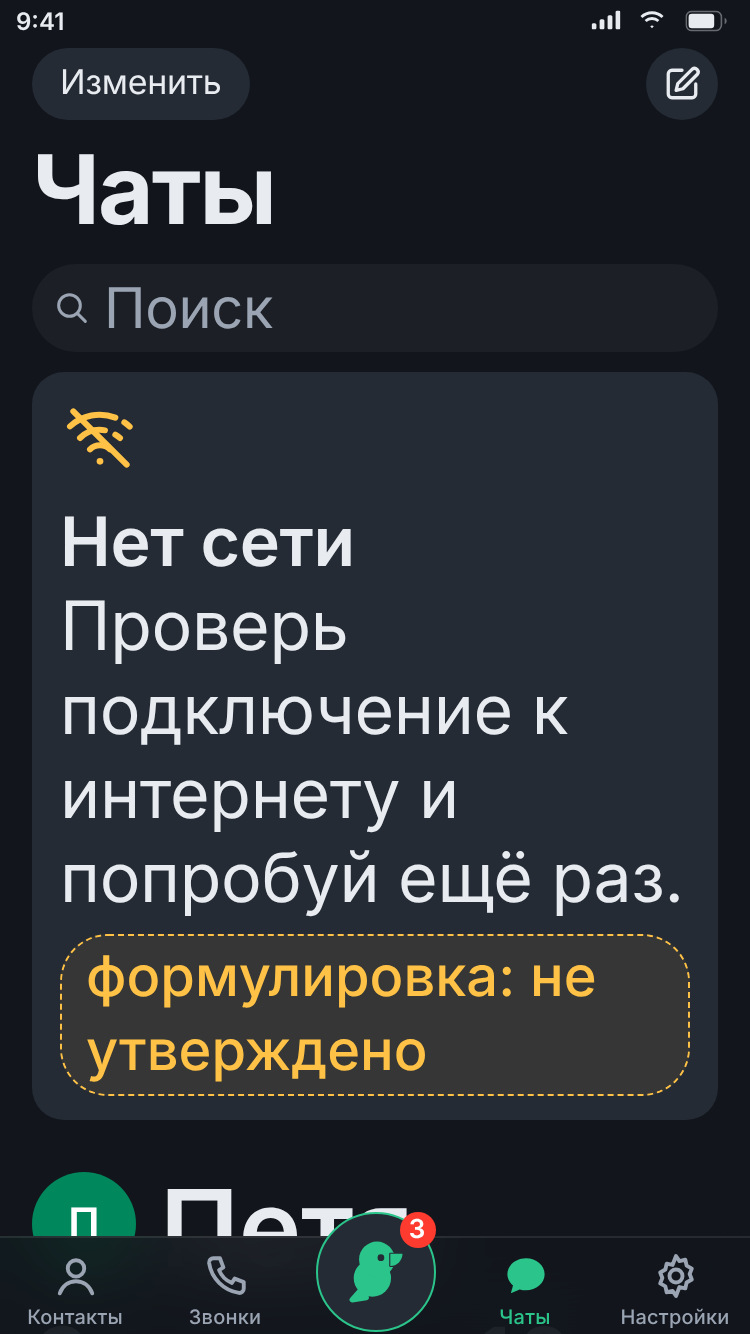 9:41
Изменить
Чаты
Поиск
Нет сети
Проверь
подключение к
интернету и
попробуй ещё раз.
формулировка: не
утверждено
П
3
Контакты
Звонки
Чаты
Настройки